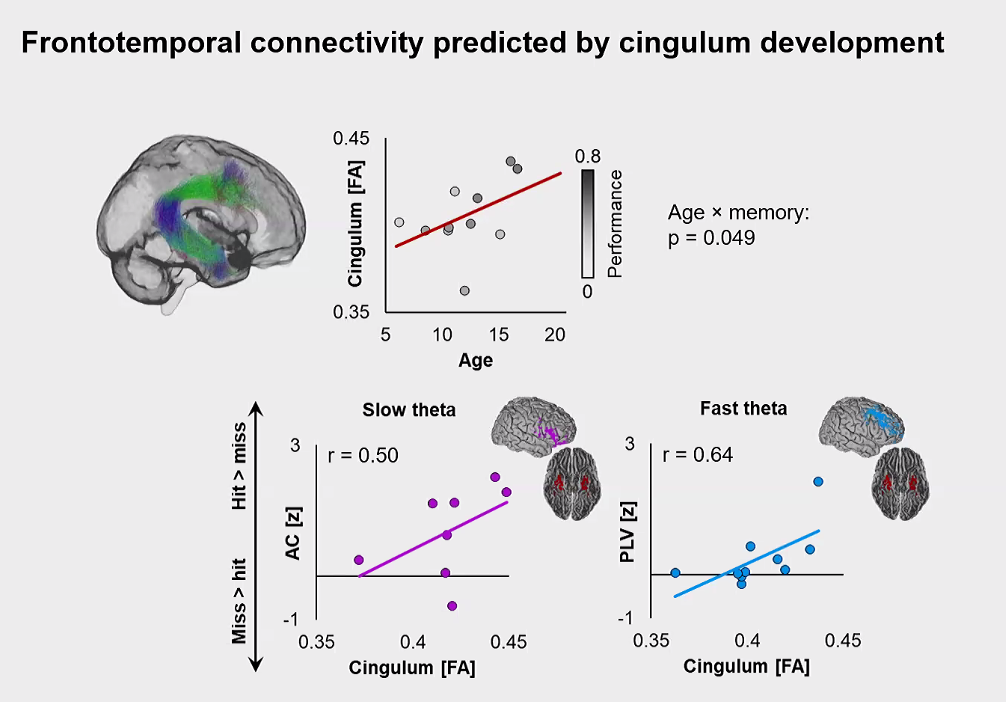 Frontotemporal connectivity predicted by cingulum development
0.45
0.35
Cingulum [FA]
5 10 15 20
Age
0.8
0
Performance
Age × memory:
p = 0.049
Hit > miss
Miss > hit
Slow theta
r = 0.50
3
-1
AC [z]
0.35 0.4 0.45
Cingulum [FA]
Fast theta
r = 0.64
3
-1
PLV [z]
0.35 0.4 0.45
Cingulum [FA]